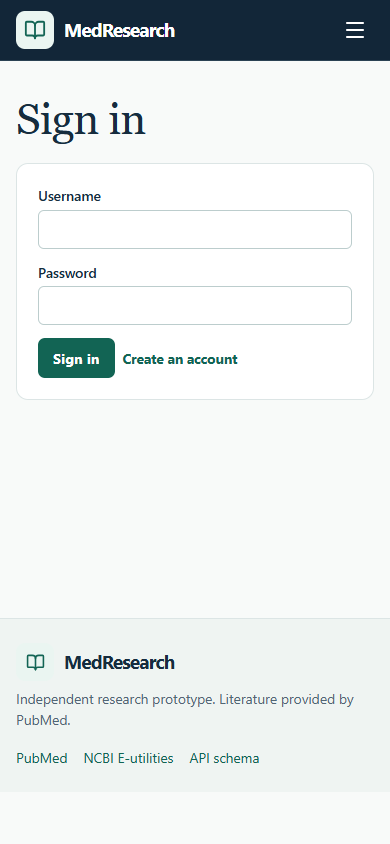 MedResearch
Sign in
Username
Password
Sign in Create an account
MedResearch
Independent research prototype. Literature provided by
PubMed.
PubMed NCBI E-utilities API schema